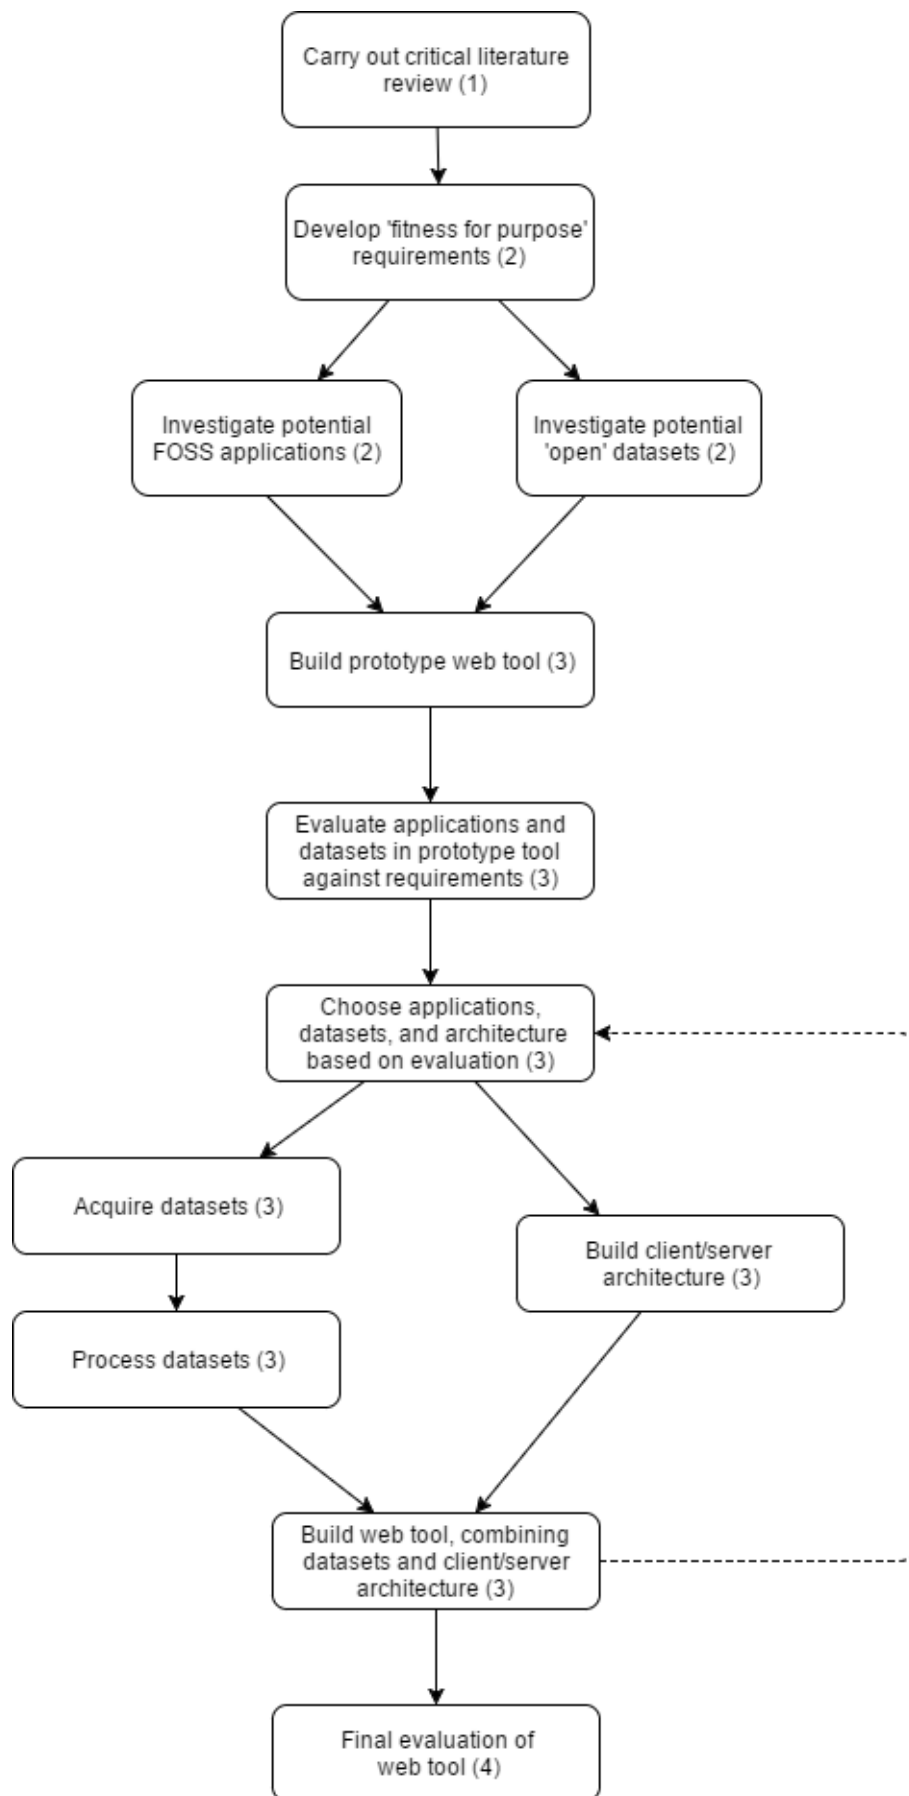 Carry out critical literature
review (1)
Develop 'fitness for purpose'
requirements (2)
Investigate potential
FOSS applications (2)
Investigate potential
'open' datasets (2)
Build prototype web tool (3)
Evaluate applications and
datasets in prototype tool
against requirements (3)
Choose applications,
datasets, and architecture
based on evaluation (3)
Acquire datasets (3)
Build client/server
architecture (3)
Process datasets (3)
Build web tool, combining
datasets and client/server
architecture (3)
Final evaluation of
web tool (4)